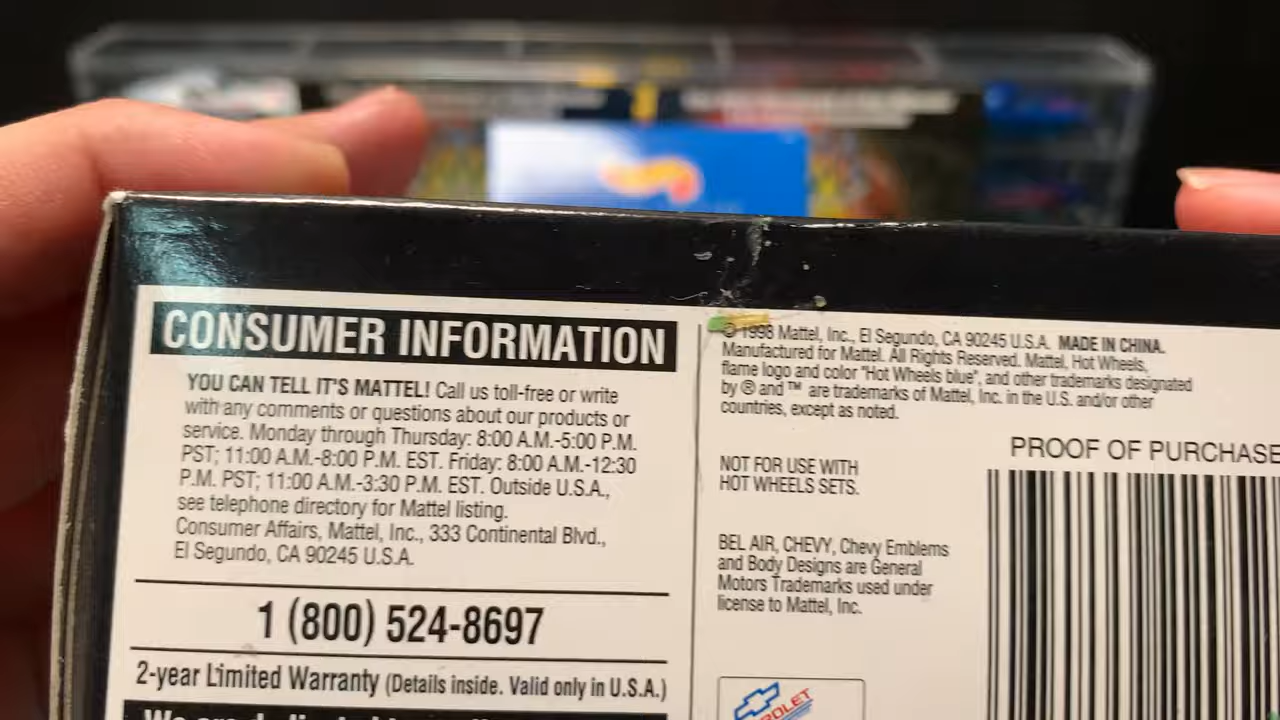 CONSUMER INFORMATION
YOU CAN TELL IT'S MATTEL! Call us toll-free or write
with any comments or questions about our products or
service. Monday through Thursday: 8:00 A.M.-5:00 P.M.
PST; 11:00 A.M.-8:00 P.M. EST. Friday: 8:00 A.M.-12:30
P.M. PST; 11:00 A.M.-3:30 P.M. EST. Outside U.S.A.,
see telephone directory for Mattel listing.
Consumer Affairs, Mattel, Inc., 333 Continental Blvd.,
El Segundo, CA 90245 U.S.A.
1 (800) 524-8697
2-year Limited Warranty (Details inside. Valid only in U.S.A.)
We are dedicated
© 1998 Mattel, Inc., El Segundo, CA 90245 U.S.A. MADE IN CHINA.
Manufactured for Mattel. All Rights Reserved. Mattel, Hot Wheels,
flame logo and color "Hot Wheels blue", and other trademarks designated
by ® and ™ are trademarks of Mattel, Inc. in the U.S. and/or other
countries, except as noted.
PROOF OF PURCHASE
NOT FOR USE WITH
HOT WHEELS SETS.
BEL AIR, CHEVY, Chevy Emblems
and Body Designs are General
Motors Trademarks used under
license to Mattel, Inc.